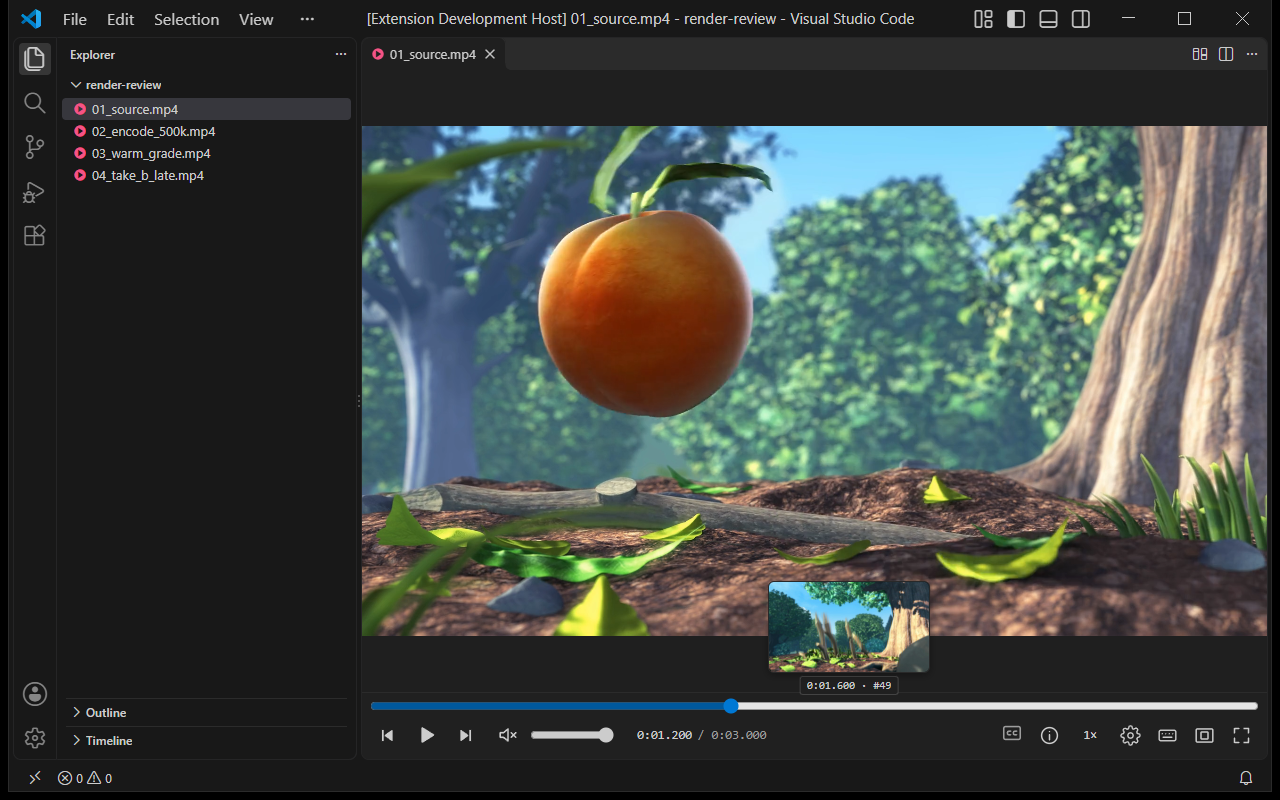 File Edit Selection View ···
[Extension Development Host] 01_source.mp4 - render-review - Visual Studio Code
Explorer
render-review
01_source.mp4
02_encode_500k.mp4
03_warm_grade.mp4
04_take_b_late.mp4
Outline
Timeline
01_source.mp4
0:01.600 · #49
0:01.200 / 0:03.000
CC
1x
0 0